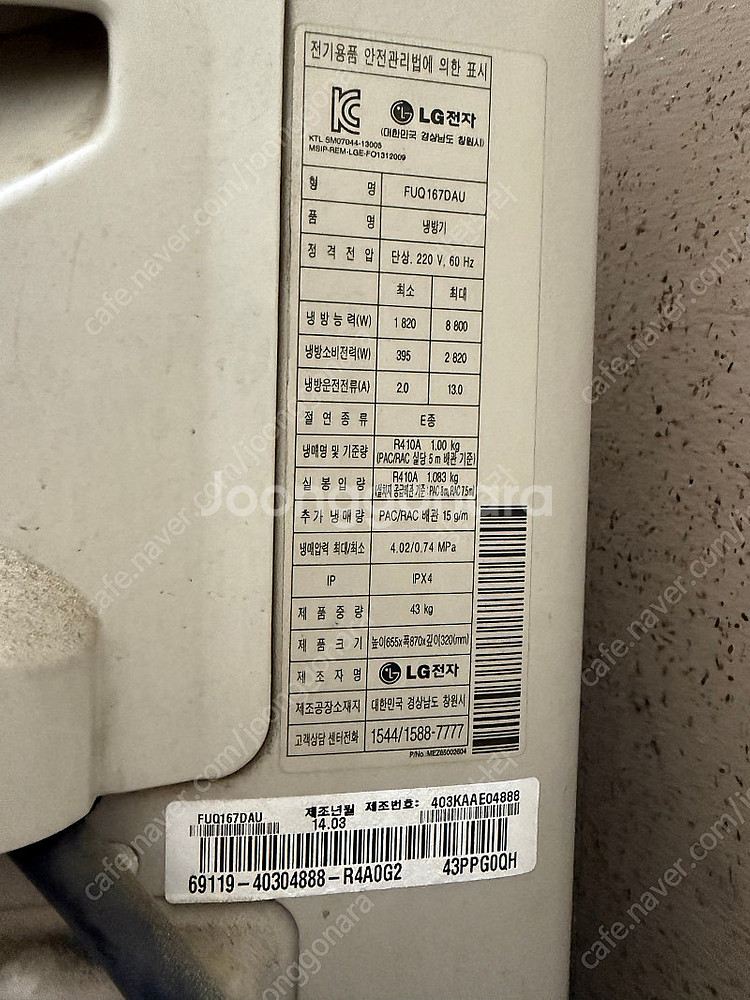 전기용품 안전관리법에 의한 표시
LG전자
(대한민국 경상남도 창원시)
KTL SM07044-13005
MSIP-REM-LGE-FO1312009
형 명 FUQ167DAU
품 명 냉방기
정 격 전 압 단상. 220 V, 60 Hz
최소 최대
냉방능력(W) 1 820 8 800
냉방소비전력(W) 395 2 820
냉방운전전류(A) 2.0 13.0
절 연 종 류 E종
냉매명 및 기준량 R410A 1.00 kg
(PAC/RAC 실당 5 m 배관 기준)
실 봉 입 량 R410A 1.083 kg
추가 냉매량 PAC/RAC 배관 15 g/m
냉매압력 최대/최소 4.02/0.74 MPa
IP IPX4
제 품 중 량 43 kg
제 품 크 기 높이655x폭870x깊이320(mm)
제 조 자 명 LG전자
제조공장소재지 대한민국 경상남도 창원시
고객상담 센터전화 1544/1588-7777
P/No.:MEZ65002604
FUQ167DAU 제조년월 제조번호: 403KAAE04888
14.03
69119-40304888-R4A0G2 43PPG0QH
Joonggonara